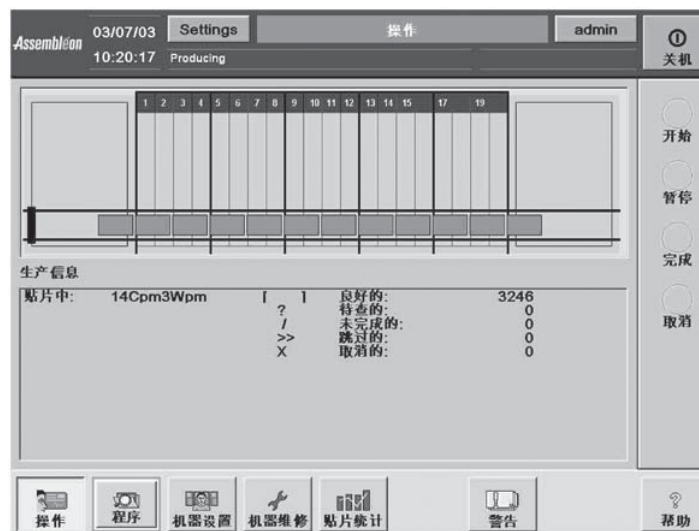 Assembléon
03/07/03
Settings
操作
admin
10:20:17
Producing
关机
1 2 3 4 5 6 7 8 9 10 11 12 13 14 15 17 19
开始
暂停
完成
取消
生产信息
贴片中: 14Cpm3Wpm [ ] 良好的: 3246
? 待查的: 0
/ 未完成的: 0
>> 跳过的: 0
X 取消的: 0
操作
程序
机器设置
机器维修
贴片统计
警告
帮助